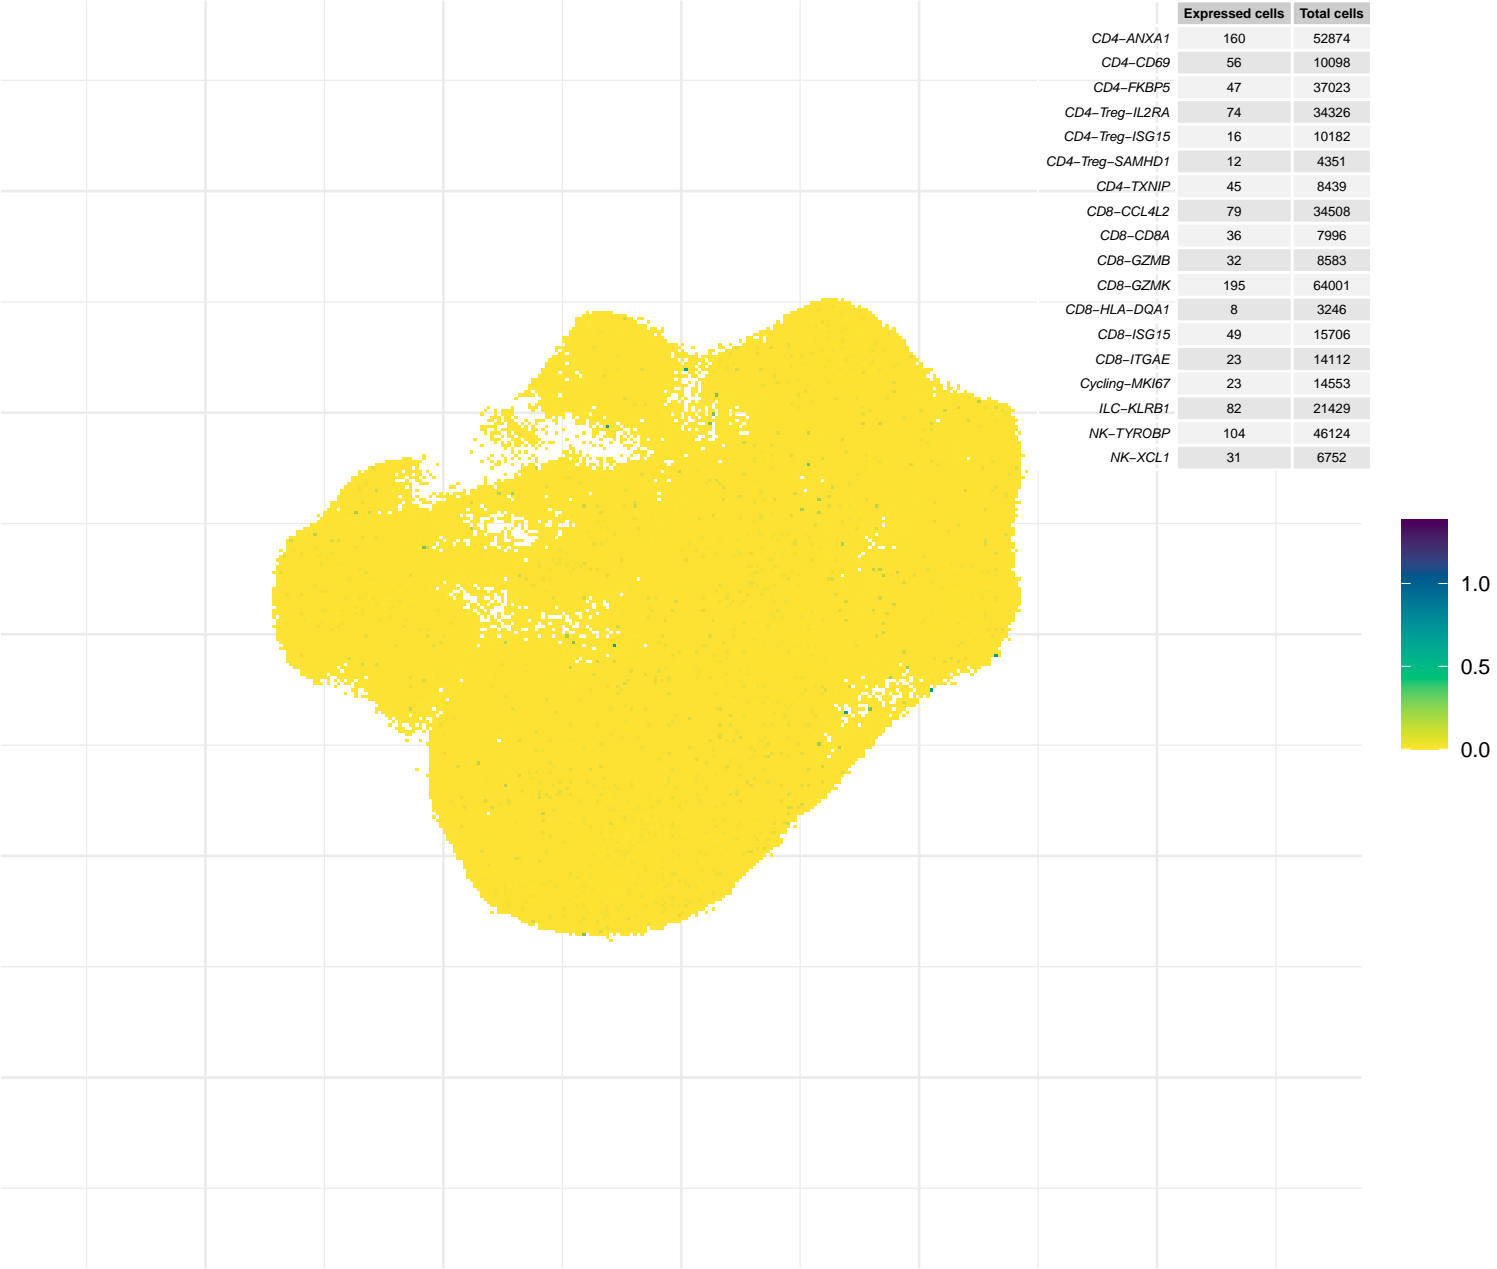 Expressed cells Total cells
CD4−ANXA1 160 52874
CD4−CD69 56 10098
CD4−FKBP5 47 37023
CD4−Treg−IL2RA 74 34326
CD4−Treg−ISG15 16 10182
CD4−Treg−SAMHD1 12 4351
CD4−TXNIP 45 8439
CD8−CCL4L2 79 34508
CD8−CD8A 36 7996
CD8−GZMB 32 8583
CD8−GZMK 195 64001
CD8−HLA−DQA1 8 3246
CD8−ISG15 49 15706
CD8−ITGAE 23 14112
Cycling−MKI67 23 14553
ILC−KLRB1 82 21429
NK−TYROBP 104 46124
NK−XCL1 31 6752
1.0
0.5
0.0